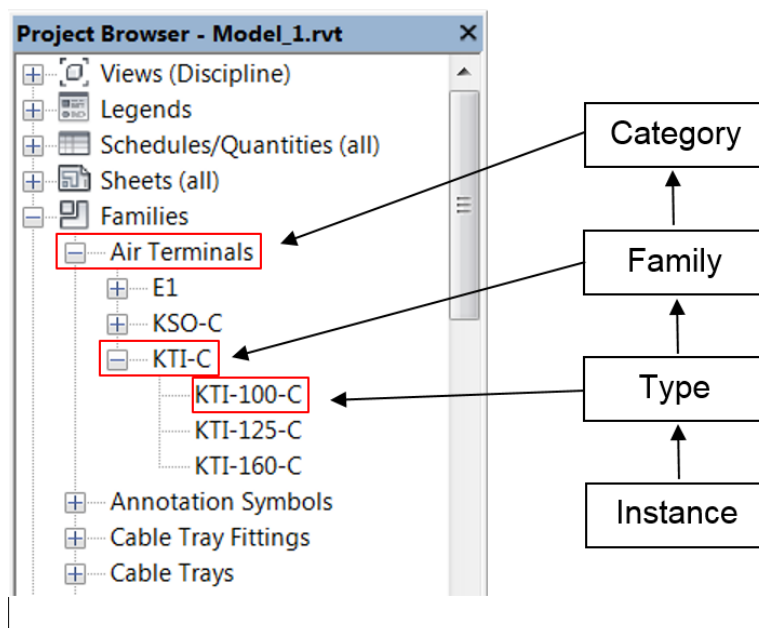 Project Browser - Model_1.rvt
Views (Discipline)
Legends
Schedules/Quantities (all)
Sheets (all)
Families
Air Terminals
E1
KSO-C
KTI-C
KTI-100-C
KTI-125-C
KTI-160-C
Annotation Symbols
Cable Tray Fittings
Cable Trays
Category
Family
Type
Instance